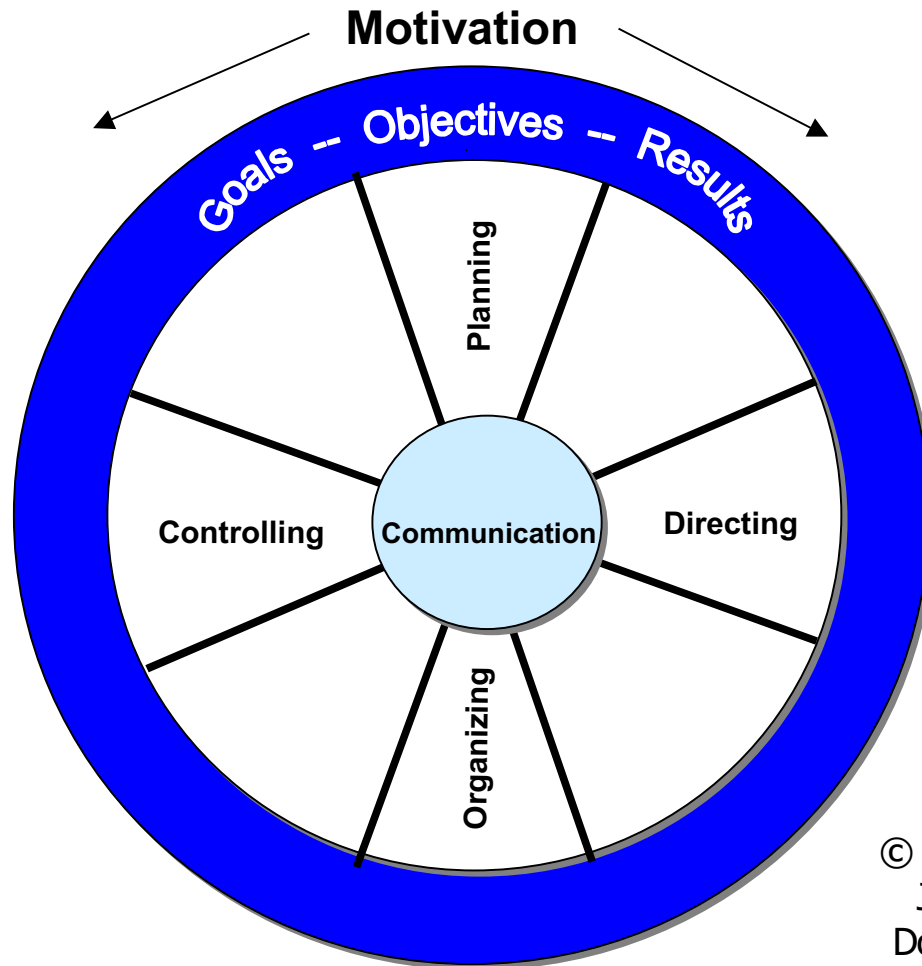 Motivation
Goals -- Objectives -- Results
Planning
Controlling
Communication
Directing
Organizing
©